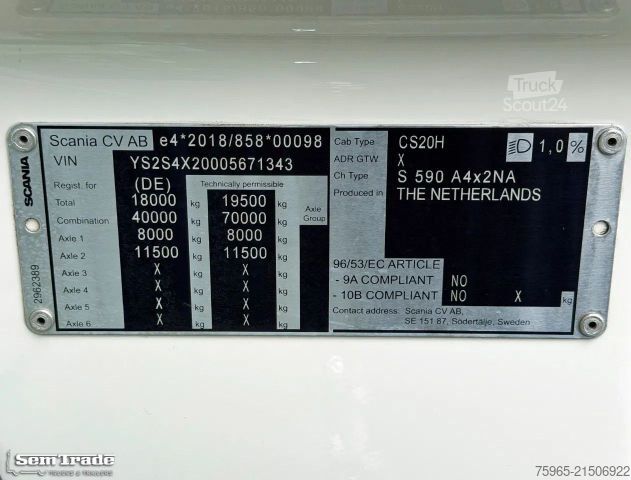 Truck
Scout24
Scania CV AB e4*2018/858*00098
VIN YS2S4X20005671343
Regist. for (DE) Technically permissible
Total 18000 kg 19500 kg Axle Group
Combination 40000 kg 70000 kg
Axle 1 8000 kg 8000 kg
Axle 2 11500 kg 11500 kg
Axle 3 X kg X kg
Axle 4 X kg X kg
Axle 5 X kg X kg
Axle 6 X kg X kg
Cab Type CS20H 1,0 %
ADR GTW. X
Ch Type S 590 A4x2NA
Produced in THE NETHERLANDS
96/53/EC ARTICLE
- 9A COMPLIANT NO
- 10B COMPLIANT NO X kg
Contact address: Scania CV AB,
SE 151 87, Södertälje, Sweden
SCANIA
2962389
SemTrade
TRUCKS & TRAILERS
75965-21506922